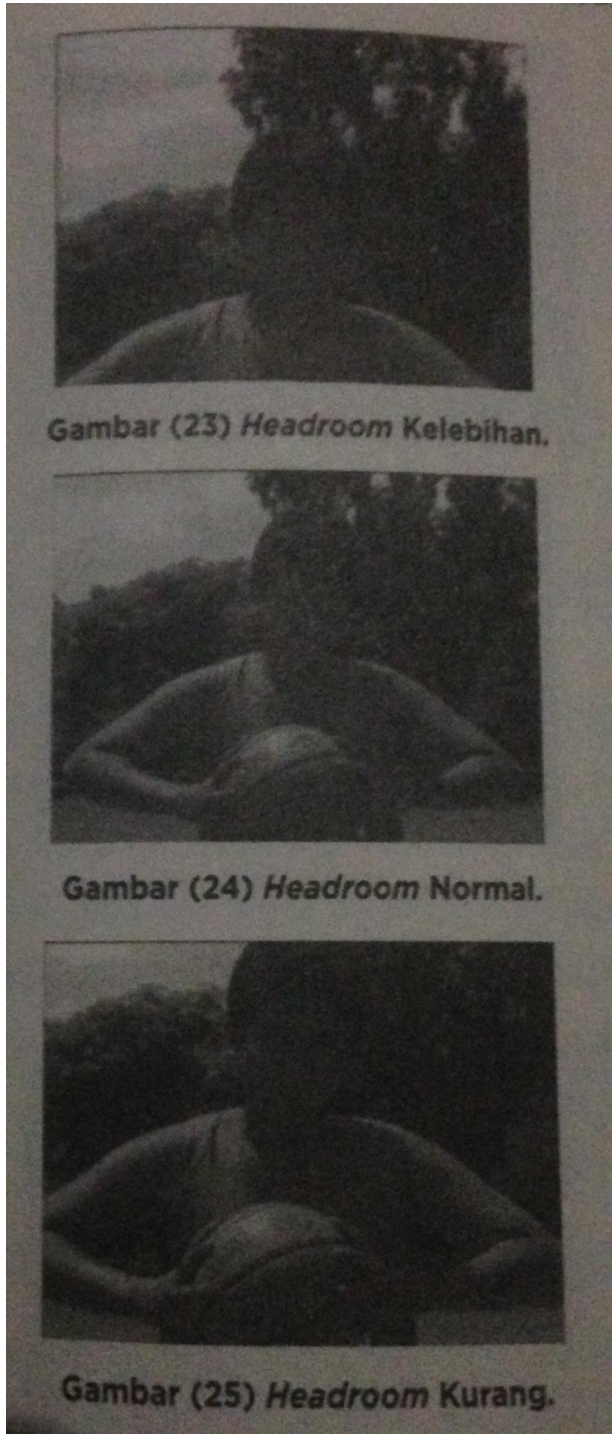 Gambar (23) Headroom Kelebihan.
Gambar (24) Headroom Normal.
Gambar (25) Headroom Kurang.